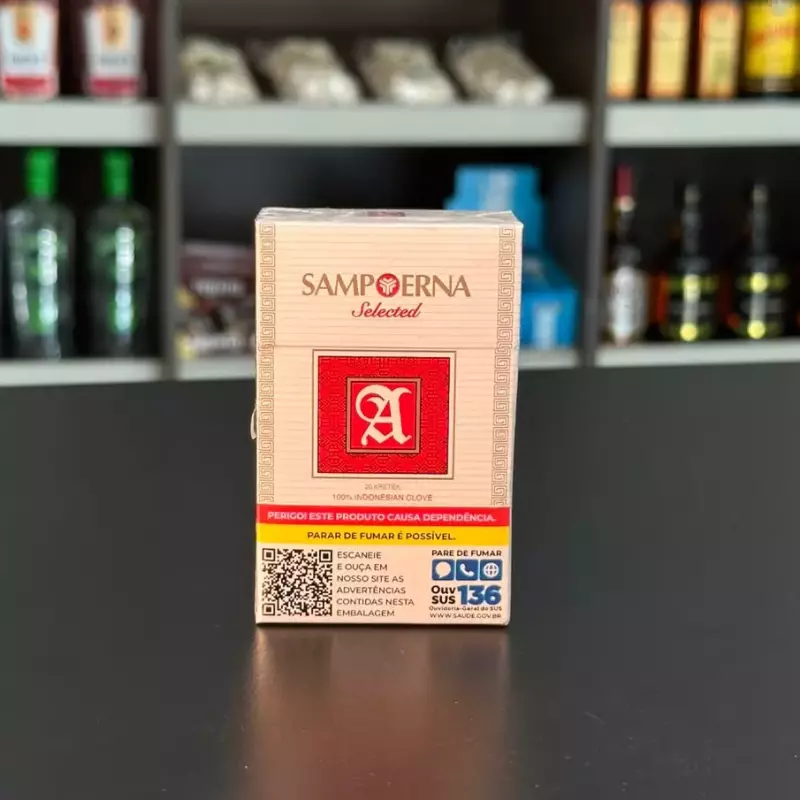 SAMPOERNA
Selected
A
20 KRETEK
100% INDONESIAN CLOVE
PERIGO! ESTE PRODUTO CAUSA DEPENDÊNCIA.
PARAR DE FUMAR É POSSÍVEL.
ESCANEIE
E OUÇA EM
NOSSO SITE AS
ADVERTÊNCIAS
CONTIDAS NESTA
EMBALAGEM
PARE DE FUMAR
Ouv
SUS 136
Ouvidoria-Geral do SUS
WWW.SAUDE.GOV.BR